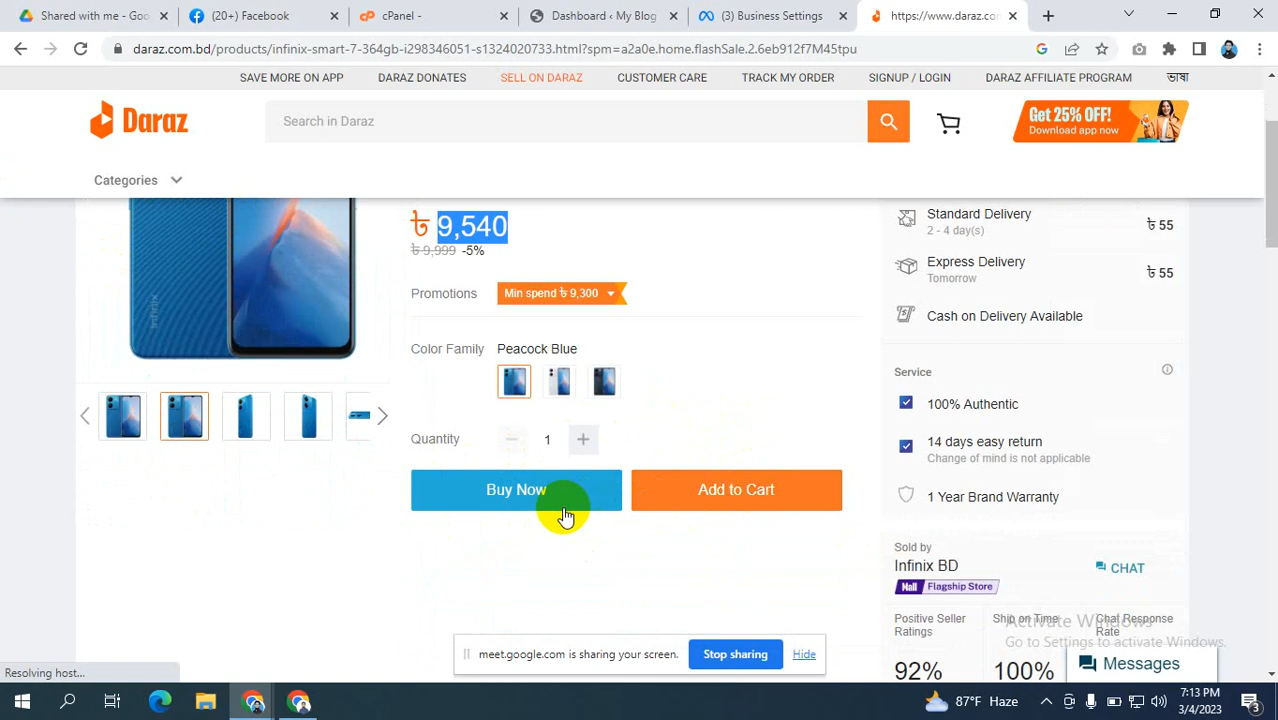 Shared with me - Goo
(20+) Facebook
cPanel -
Dashboard ‹ My Blog
(3) Business Settings
https://www.daraz.co
daraz.com.bd/products/infinix-smart-7-364gb-i298346051-s1324020733.html?spm=a2a0e.home.flashSale.2.6eb912f7M45tpu
SAVE MORE ON APP
DARAZ DONATES
SELL ON DARAZ
CUSTOMER CARE
TRACK MY ORDER
SIGNUP / LOGIN
DARAZ AFFILIATE PROGRAM
ভাষা
Daraz
Search in Daraz
Get 25% OFF!
Download app now
Categories
৳ 9,540
৳ 9,999 -5%
Promotions
Min spend ৳ 9,300
Color Family
Peacock Blue
Quantity
1
Buy Now
Add to Cart
Infinix
Standard Delivery
2 - 4 day(s)
৳ 55
Express Delivery
Tomorrow
৳ 55
Cash on Delivery Available
Service
100% Authentic
14 days easy return
Change of mind is not applicable
1 Year Brand Warranty
Sold by
Infinix BD
CHAT
Mall Flagship Store
Positive Seller
Ratings
Ship on Time
Chat Response
Rate
92%
100%
Activate Windows
Go to Settings to activate Windows.
Messages
meet.google.com is sharing your screen.
Stop sharing
Hide
Resolving host...
87°F Haze
7:13 PM
3/4/2023
3